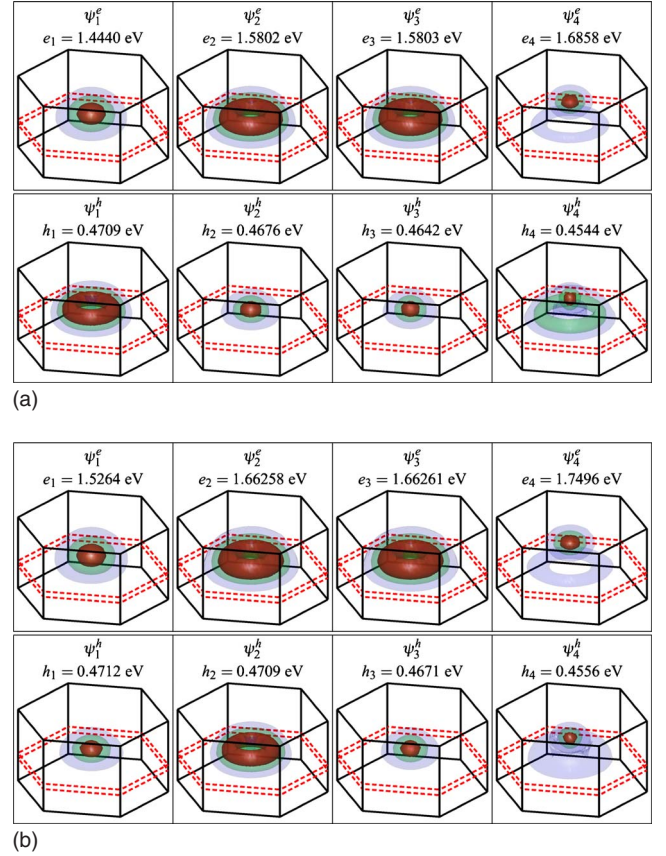 ψ₁ᵉ ψ₂ᵉ ψ₃ᵉ ψ₄ᵉ
e₁ = 1.4440 eV e₂ = 1.5802 eV e₃ = 1.5803 eV e₄ = 1.6858 eV
ψ₁ʰ ψ₂ʰ ψ₃ʰ ψ₄ʰ
h₁ = 0.4709 eV h₂ = 0.4676 eV h₃ = 0.4642 eV h₄ = 0.4544 eV
(a)
ψ₁ᵉ ψ₂ᵉ ψ₃ᵉ ψ₄ᵉ
e₁ = 1.5264 eV e₂ = 1.66258 eV e₃ = 1.66261 eV e₄ = 1.7496 eV
ψ₁ʰ ψ₂ʰ ψ₃ʰ ψ₄ʰ
h₁ = 0.4712 eV h₂ = 0.4709 eV h₃ = 0.4671 eV h₄ = 0.4556 eV
(b)